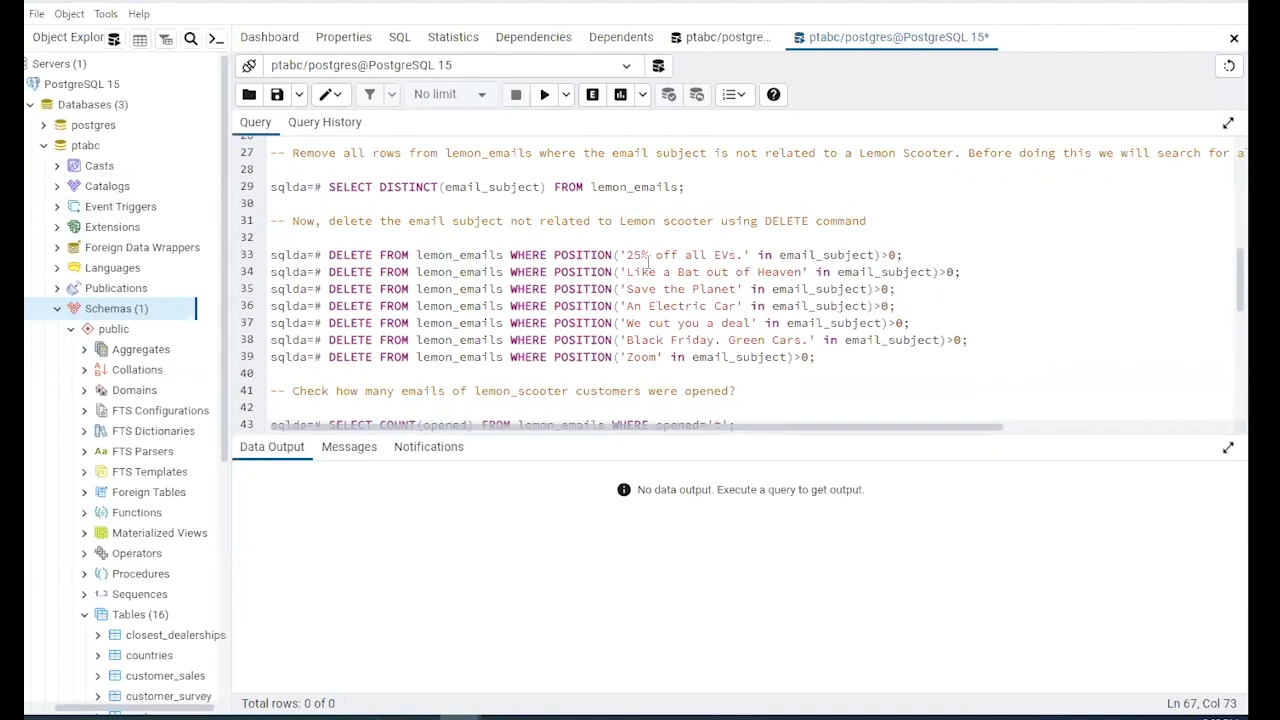 File Object Tools Help
Object Explor
Dashboard Properties SQL Statistics Dependencies Dependents ptabc/postgre... ptabc/postgres@PostgreSQL 15*
Servers (1)
PostgreSQL 15
Databases (3)
postgres
ptabc
Casts
Catalogs
Event Triggers
Extensions
Foreign Data Wrappers
Languages
Publications
Schemas (1)
public
Aggregates
Collations
Domains
FTS Configurations
FTS Dictionaries
FTS Parsers
FTS Templates
Foreign Tables
Functions
Materialized Views
Operators
Procedures
1..3 Sequences
Tables (16)
closest_dealerships
countries
customer_sales
customer_survey
ptabc/postgres@PostgreSQL 15
No limit
Query Query History
27 -- Remove all rows from lemon_emails where the email subject is not related to a Lemon Scooter. Before doing this we will search for a
28
29 sqlda=# SELECT DISTINCT(email_subject) FROM lemon_emails;
30
31 -- Now, delete the email subject not related to Lemon scooter using DELETE command
32
33 sqlda=# DELETE FROM lemon_emails WHERE POSITION('25% off all EVs.' in email_subject)>0;
34 sqlda=# DELETE FROM lemon_emails WHERE POSITION('Like a Bat out of Heaven' in email_subject)>0;
35 sqlda=# DELETE FROM lemon_emails WHERE POSITION('Save the Planet' in email_subject)>0;
36 sqlda=# DELETE FROM lemon_emails WHERE POSITION('An Electric Car' in email_subject)>0;
37 sqlda=# DELETE FROM lemon_emails WHERE POSITION('We cut you a deal' in email_subject)>0;
38 sqlda=# DELETE FROM lemon_emails WHERE POSITION('Black Friday. Green Cars.' in email_subject)>0;
39 sqlda=# DELETE FROM lemon_emails WHERE POSITION('Zoom' in email_subject)>0;
40
41 -- Check how many emails of lemon_scooter customers were opened?
42
43 sqlda=# SELECT COUNT(opened) FROM lemon_emails WHERE opened='t';
Data Output Messages Notifications
No data output. Execute a query to get output.
Total rows: 0 of 0
Ln 67, Col 73